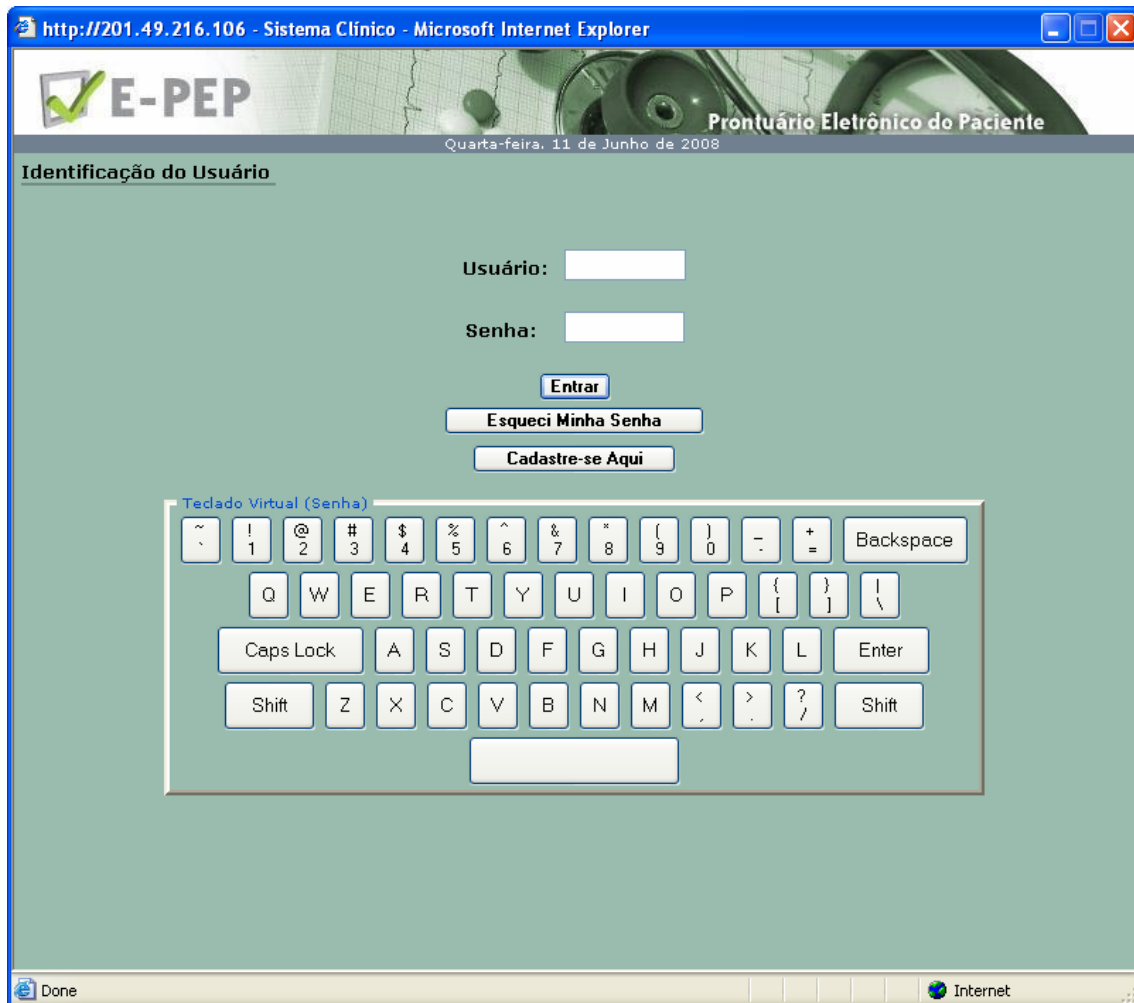 http://201.49.216.106 - Sistema Clínico - Microsoft Internet Explorer
E-PEP
Prontuário Eletrônico do Paciente
Quarta-feira, 11 de Junho de 2008
Identificação do Usuário
Usuário:
Senha:
Entrar
Esqueci Minha Senha
Cadastre-se Aqui
Teclado Virtual (Senha)
~ ! @ # $ % ^ & * ( ) _ +
` 1 2 3 4 5 6 7 8 9 0 - = Backspace
Q W E R T Y U I O P { } |
[ ] \
Caps Lock A S D F G H J K L Enter
Shift Z X C V B N M < > ? Shift
, . /
Done
Internet